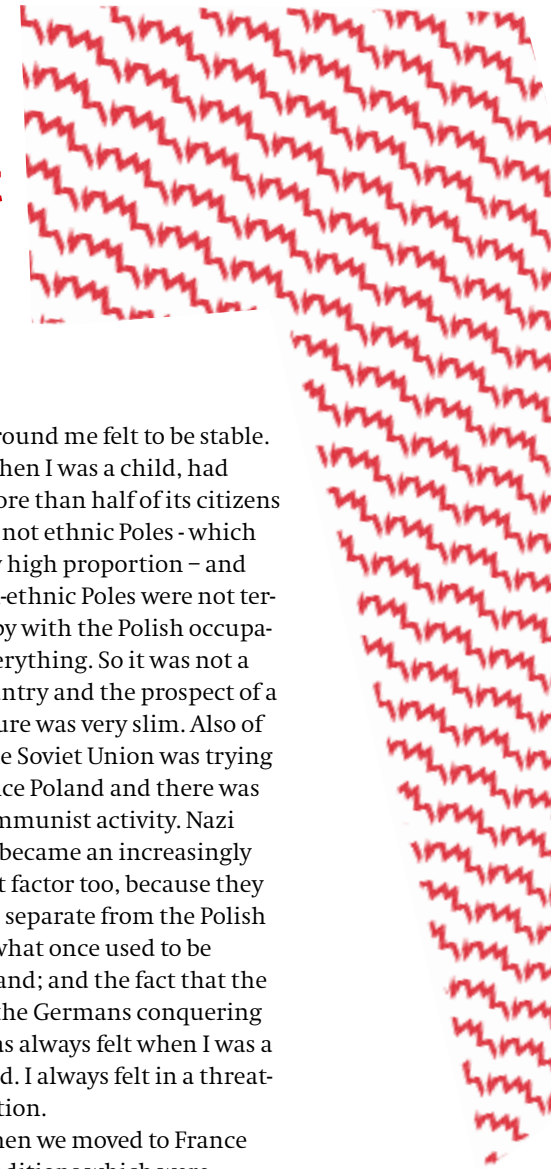 round me felt to be stable.
hen I was a child, had
ore than half of its citizens
not ethnic Poles - which
high proportion – and
-ethnic Poles were not ter-
by with the Polish occupa-
erything. So it was not a
ntry and the prospect of a
ure was very slim. Also of
e Soviet Union was trying
ce Poland and there was
mmunist activity. Nazi
became an increasingly
t factor too, because they
separate from the Polish
what once used to be
and; and the fact that the
the Germans conquering
as always felt when I was a
d. I always felt in a threat-
tion.
hen we moved to France